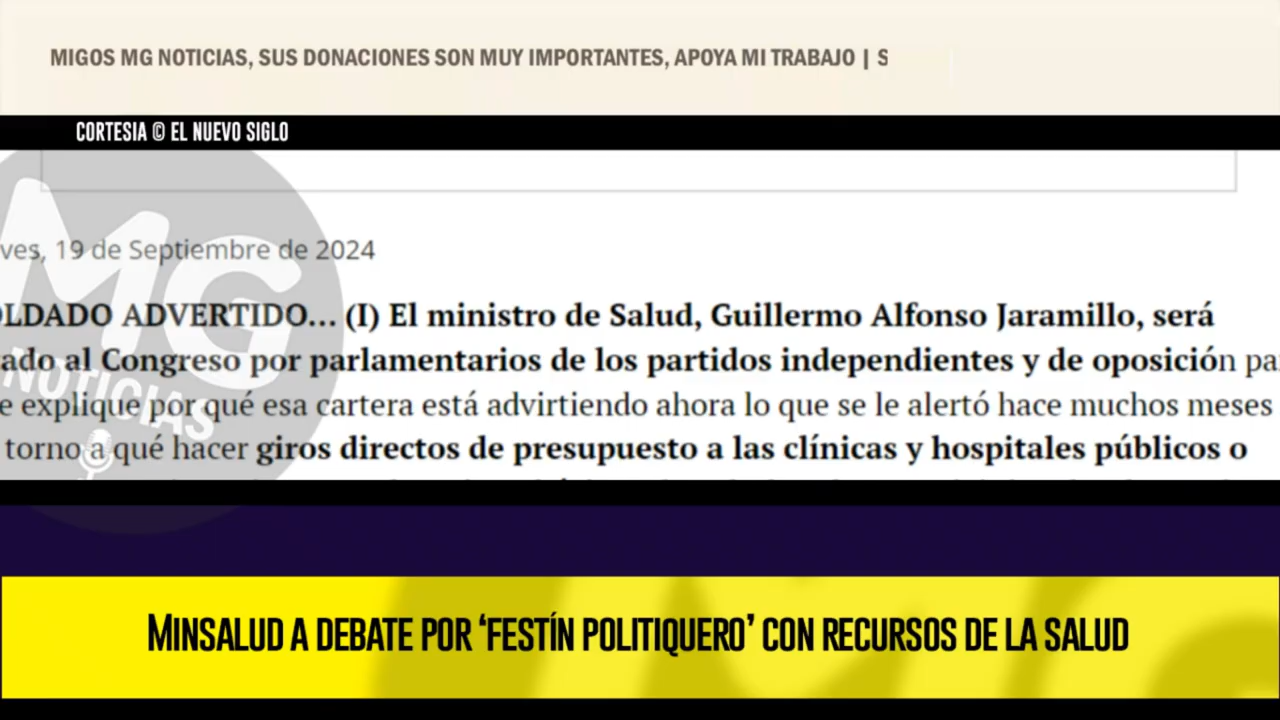 MIGOS MG NOTICIAS, SUS DONACIONES SON MUY IMPORTANTES, APOYA MI TRABAJO | S
CORTESIA © EL NUEVO SIGLO
MG
NOTICIAS
ves, 19 de Septiembre de 2024
OLDADO ADVERTIDO... (I) El ministro de Salud, Guillermo Alfonso Jaramillo, será
ado al Congreso por parlamentarios de los partidos independientes y de oposición pa
e explique por qué esa cartera está advirtiendo ahora lo que se le alertó hace muchos meses
torno a qué hacer giros directos de presupuesto a las clínicas y hospitales públicos o
MINSALUD A DEBATE POR ‘FESTÍN POLITIQUERO’ CON RECURSOS DE LA SALUD